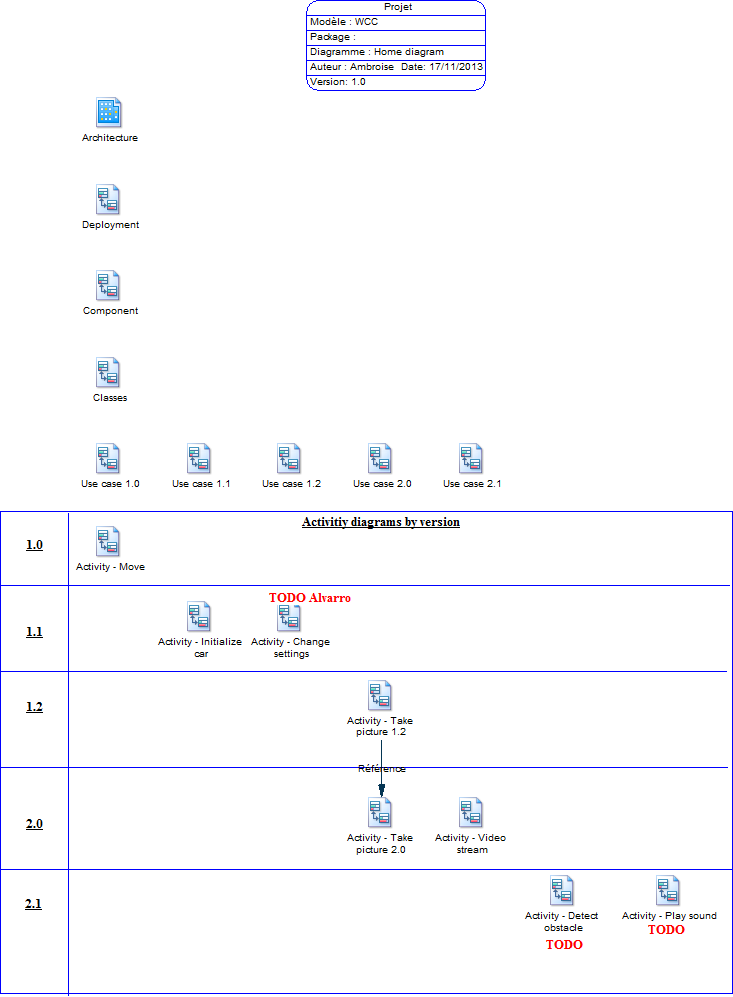 Projet
Modèle : WCC
Package :
Diagramme : Home diagram
Auteur : Ambroise  Date: 17/11/2013
Version: 1.0
Architecture
Deployment
Component
Classes
Use case 1.0
Use case 1.1
Use case 1.2
Use case 2.0
Use case 2.1
Activitiy diagrams by version
1.0
Activity - Move
TODO Alvarro
1.1
Activity - Initialize
car
Activity - Change
settings
1.2
Activity - Take
picture 1.2
Référence
2.0
Activity - Take
picture 2.0
Activity - Video
stream
2.1
Activity - Detect
obstacle
TODO
Activity - Play sound
TODO